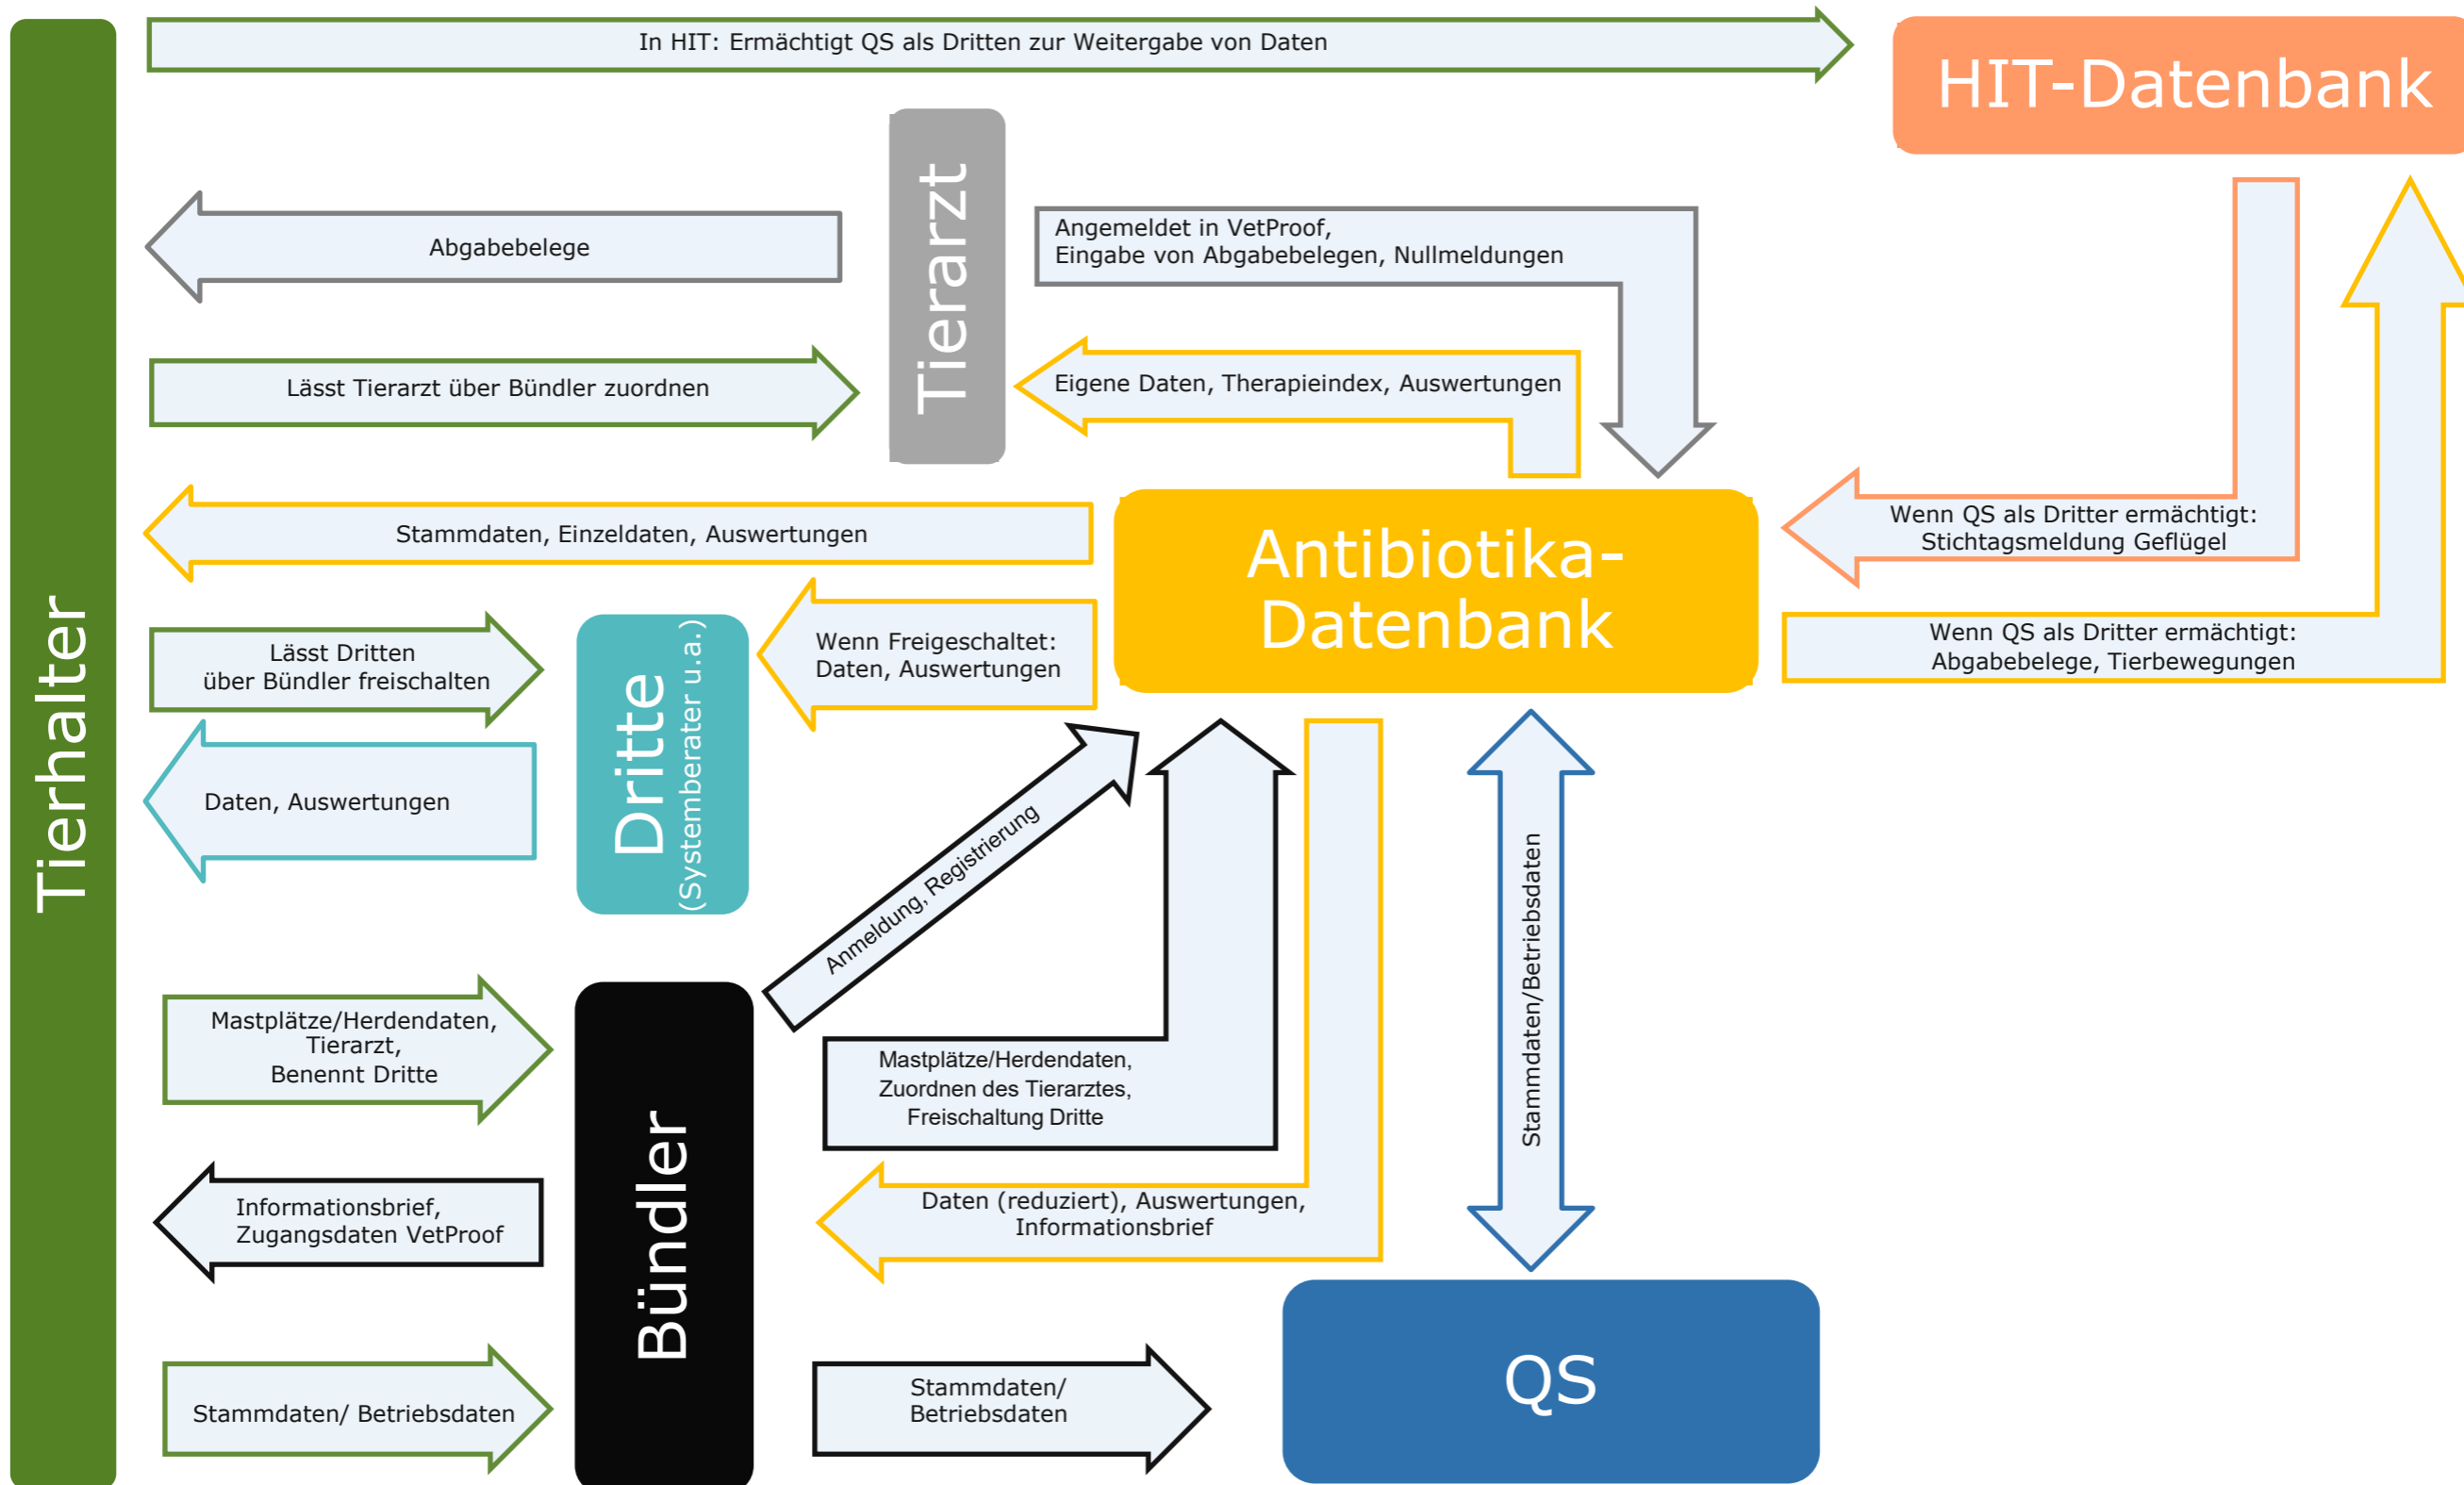 In HIT: Ermächtigt QS als Dritten zur Weitergabe von Daten
HIT-Datenbank
Tierhalter
Tierarzt
Abgabebelege
Angemeldet in VetProof,
Eingabe von Abgabebelegen, Nullmeldungen
Lässt Tierarzt über Bündler zuordnen
Eigene Daten, Therapieindex, Auswertungen
Stammdaten, Einzeldaten, Auswertungen
Antibiotika-
Datenbank
Wenn QS als Dritter ermächtigt:
Stichtagsmeldung Geflügel
Wenn QS als Dritter ermächtigt:
Abgabebelege, Tierbewegungen
Lässt Dritten
über Bündler freischalten
Dritte
(Systemberater u.a.)
Wenn Freigeschaltet:
Daten, Auswertungen
Daten, Auswertungen
Anmeldung, Registrierung
Stammdaten/Betriebsdaten
Mastplätze/Herdendaten,
Tierarzt,
Benennt Dritte
Bündler
Mastplätze/Herdendaten,
Zuordnen des Tierarztes,
Freischaltung Dritte
Informationsbrief,
Zugangsdaten VetProof
Daten (reduziert), Auswertungen,
Informationsbrief
Stammdaten/ Betriebsdaten
Stammdaten/
Betriebsdaten
QS